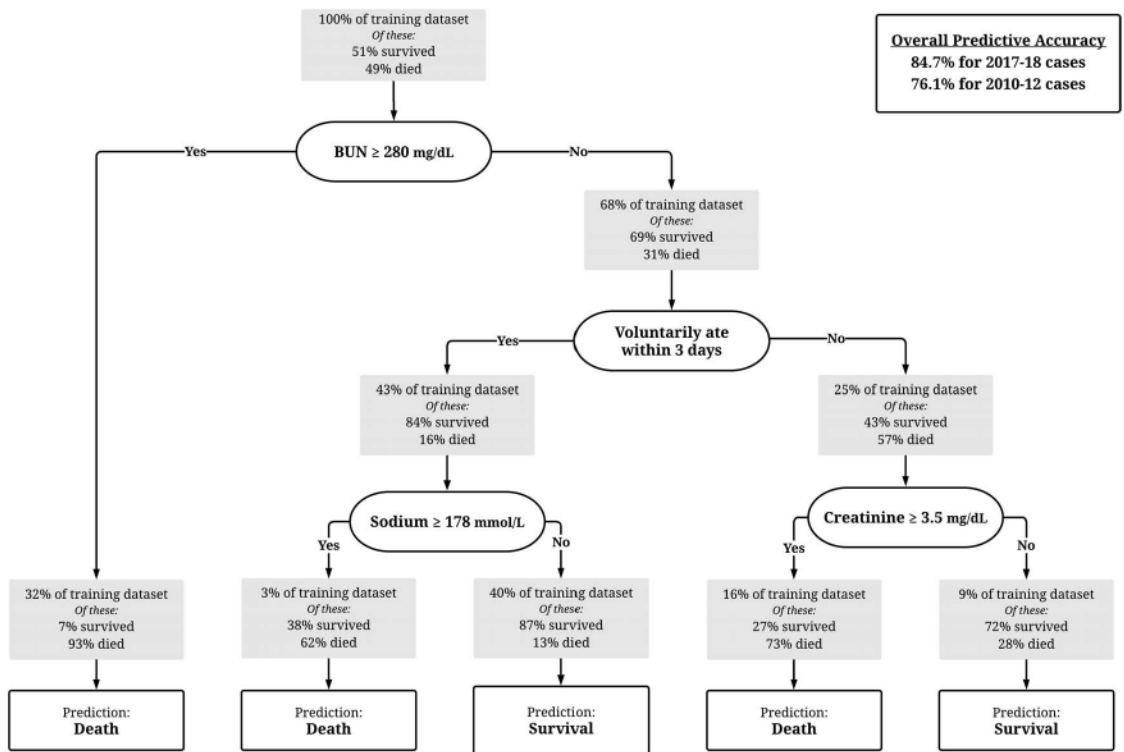 100% of training dataset
Of these:
51% survived
49% died
Overall Predictive Accuracy
84.7% for 2017-18 cases
76.1% for 2010-12 cases
Yes
BUN ≥ 280 mg/dL
No
68% of training dataset
Of these:
69% survived
31% died
Yes
Voluntarily ate
within 3 days
No
43% of training dataset
Of these:
84% survived
16% died
25% of training dataset
Of these:
43% survived
57% died
Sodium ≥ 178 mmol/L
Yes
No
Creatinine ≥ 3.5 mg/dL
Yes
No
32% of training dataset
Of these:
7% survived
93% died
3% of training dataset
Of these:
38% survived
62% died
40% of training dataset
Of these:
87% survived
13% died
16% of training dataset
Of these:
27% survived
73% died
9% of training dataset
Of these:
72% survived
28% died
Prediction:
Death
Prediction:
Death
Prediction:
Survival
Prediction:
Death
Prediction:
Survival